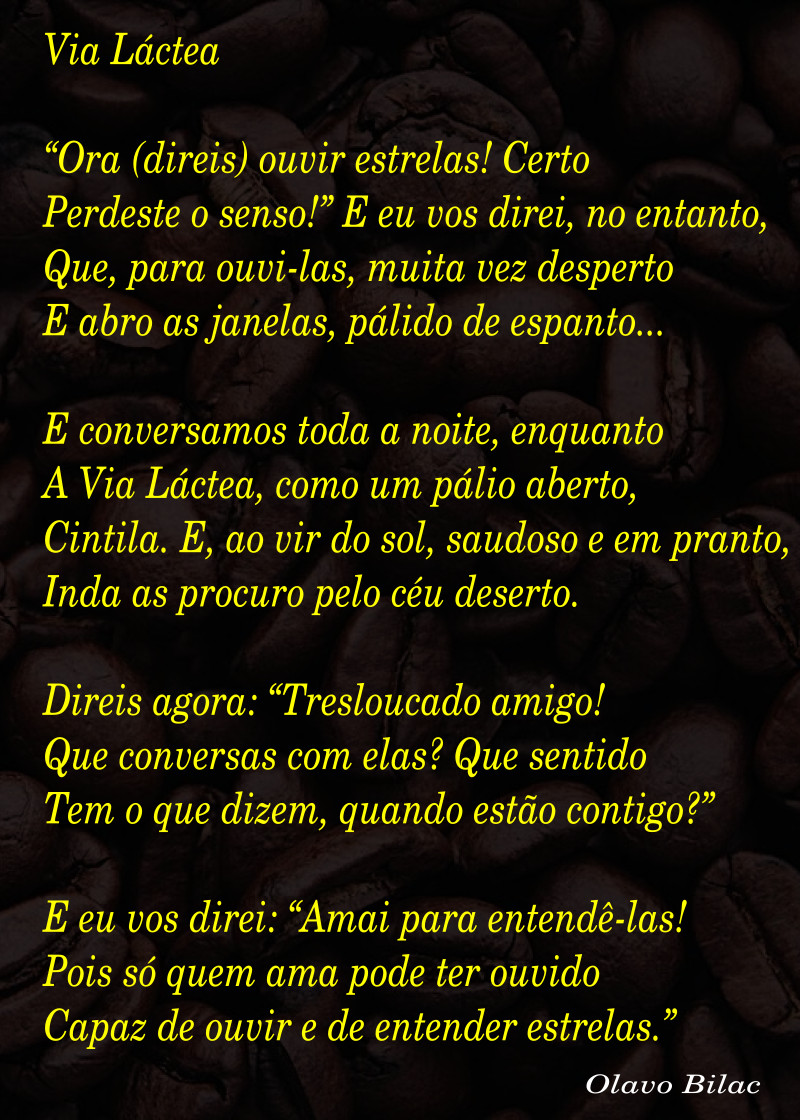 Via Láctea
“Ora (direis) ouvir estrelas! Certo
Perdeste o senso!” E eu vos direi, no entanto,
Que, para ouvi-las, muita vez desperto
E abro as janelas, pálido de espanto...
E conversamos toda a noite, enquanto
A Via Láctea, como um pálio aberto,
Cintila. E, ao vir do sol, saudoso e em pranto,
Inda as procuro pelo céu deserto.
Direis agora: “Tresloucado amigo!
Que conversas com elas? Que sentido
Tem o que dizem, quando estão contigo?”
E eu vos direi: “Amai para entendê-las!
Pois só quem ama pode ter ouvido
Capaz de ouvir e de entender estrelas.”
Olavo Bilac